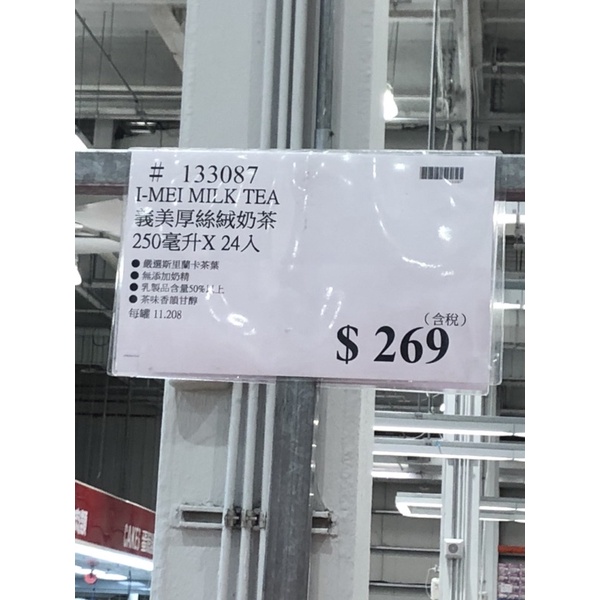 # 133087
I-MEI MILK TEA
義美厚絲絨奶茶
250毫升X 24入
● 嚴選斯里蘭卡茶葉
● 無添加奶精
● 乳製品含量50%以上
● 茶味香韻甘醇
每罐 11.208
(含稅)
$ 269
CAKES